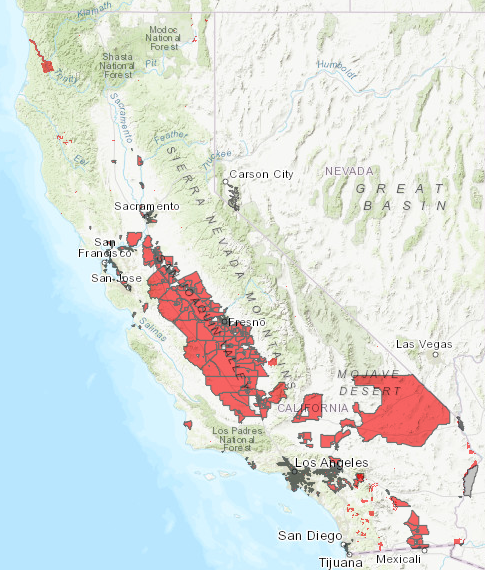 Klamath
Modoc
National
Forest
Shasta
National
Forest
Pit
Trinity
Humboldt
Sacramento
Feather
Eel
Truckee
Carson City
NEVADA
GREAT
BASIN
SIERRA NEVADA MOUNTAINS
Sacramento
San
Francisco
San Jose
SAN JOAQUIN VALLEY
Salinas
Fresno
Las Vegas
MOJAVE
DESERT
CALIFORNIA
Los Padres
National
Forest
Los Angeles
San Diego
Tijuana
Mexicali